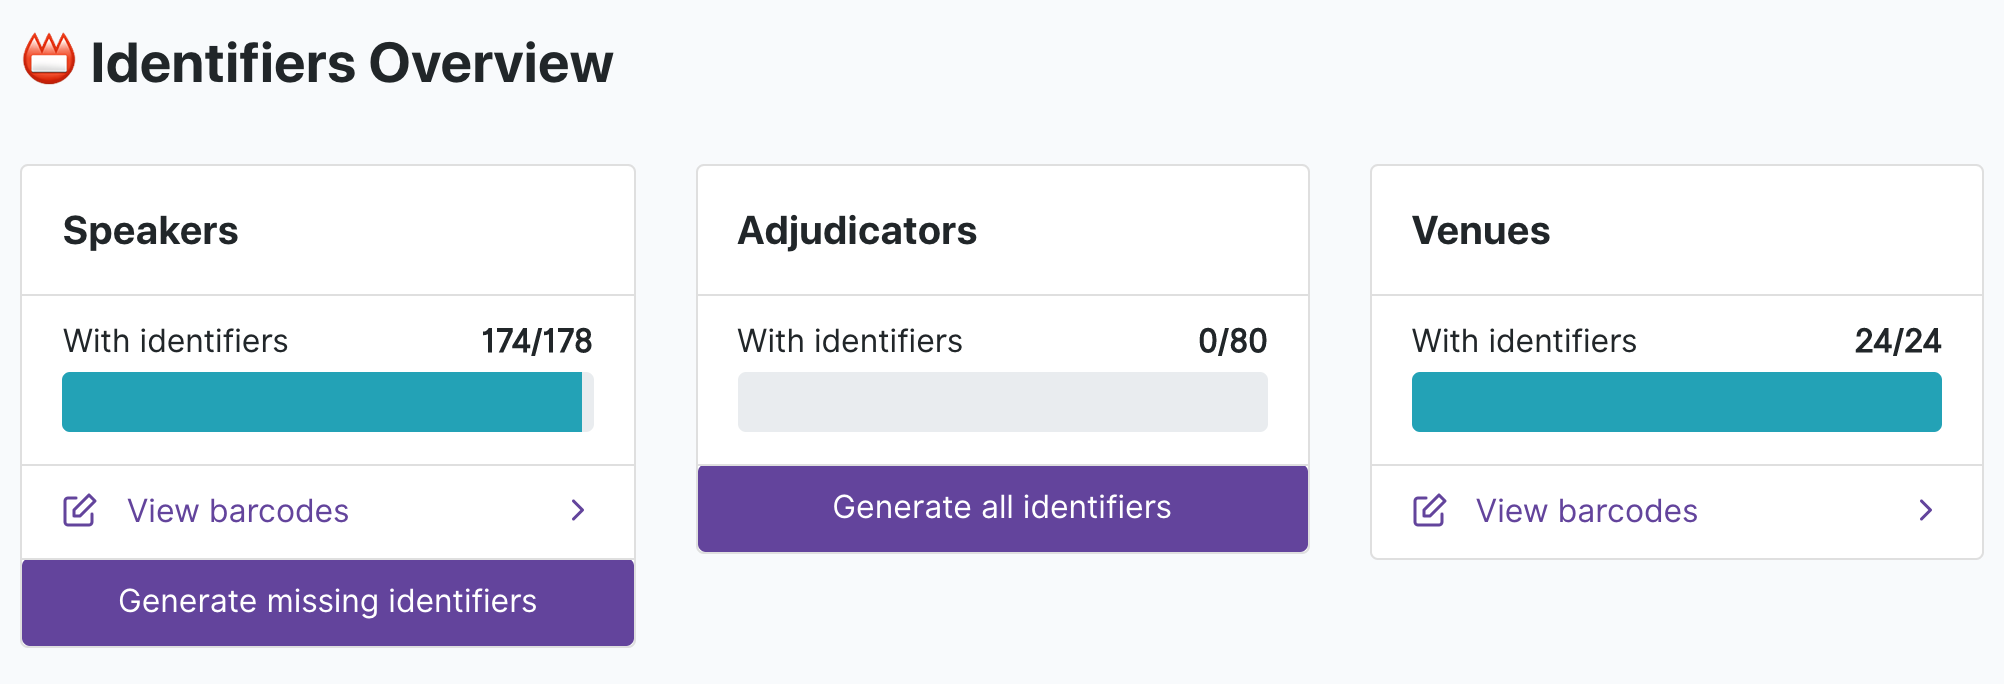 Identifiers Overview
Speakers
With identifiers 174/178
View barcodes
Generate missing identifiers
Adjudicators
With identifiers 0/80
Generate all identifiers
Venues
With identifiers 24/24
View barcodes